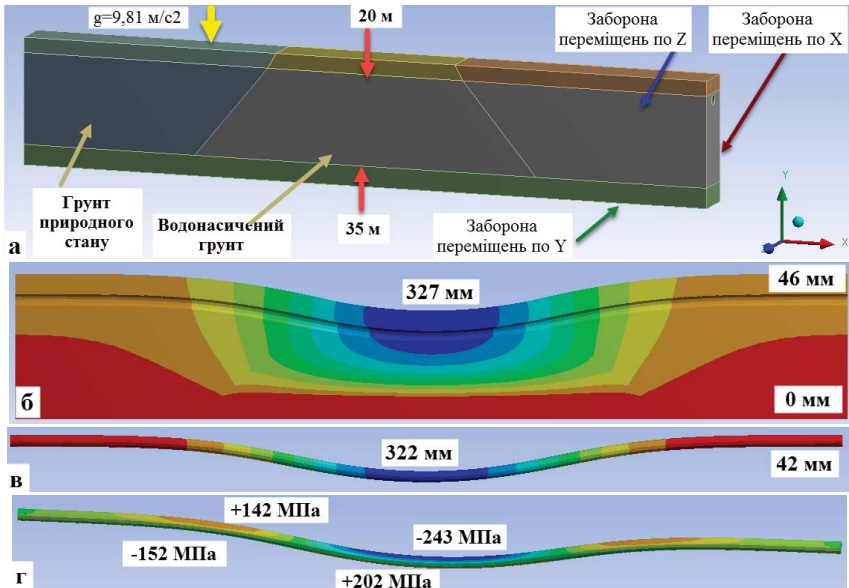 g=9,81 м/с2
20 м
Заборона
переміщень по Z
Заборона
переміщень по X
Грунт
природного
стану
Водонасичений
грунт
35 м
Заборона
переміщень по Y
Y
X
а
327 мм
46 мм
0 мм
б
322 мм
42 мм
в
+142 МПа
-152 МПа
-243 МПа
+202 МПа
г